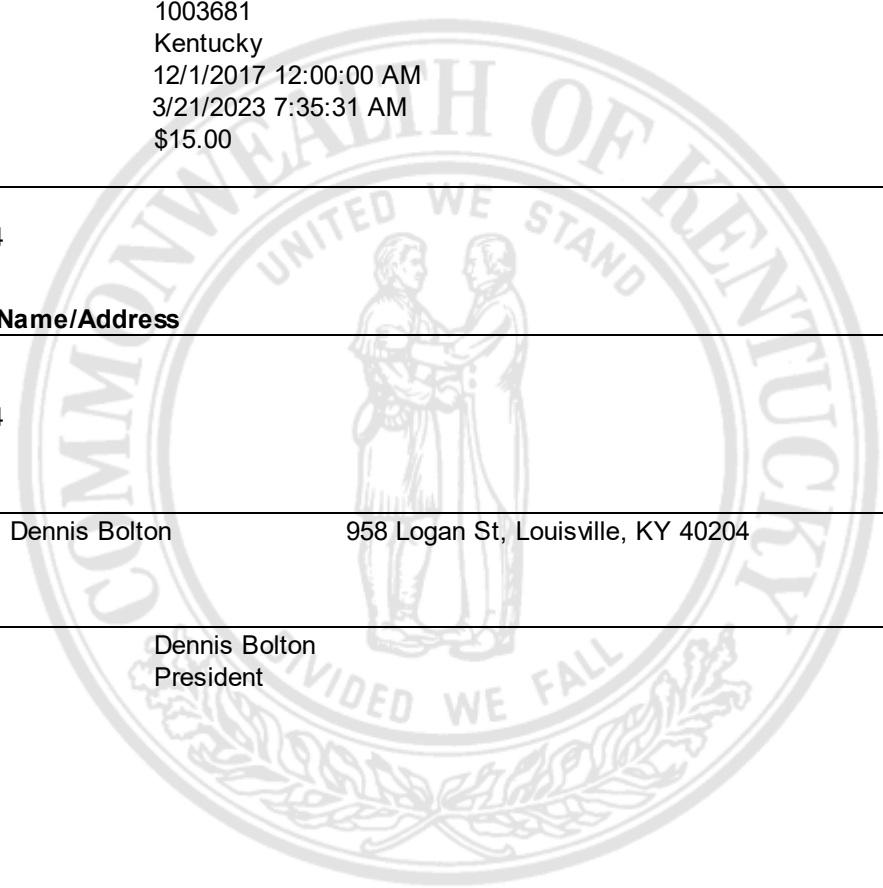 1003681
Kentucky
12/1/2017 12:00:00 AM
3/21/2023 7:35:31 AM
$15.00
4
Name/Address
4
Dennis Bolton 958 Logan St, Louisville, KY 40204
Dennis Bolton
President
COMMONWEALTH OF KENTUCKY
UNITED WE STAND
DIVIDED WE FALL